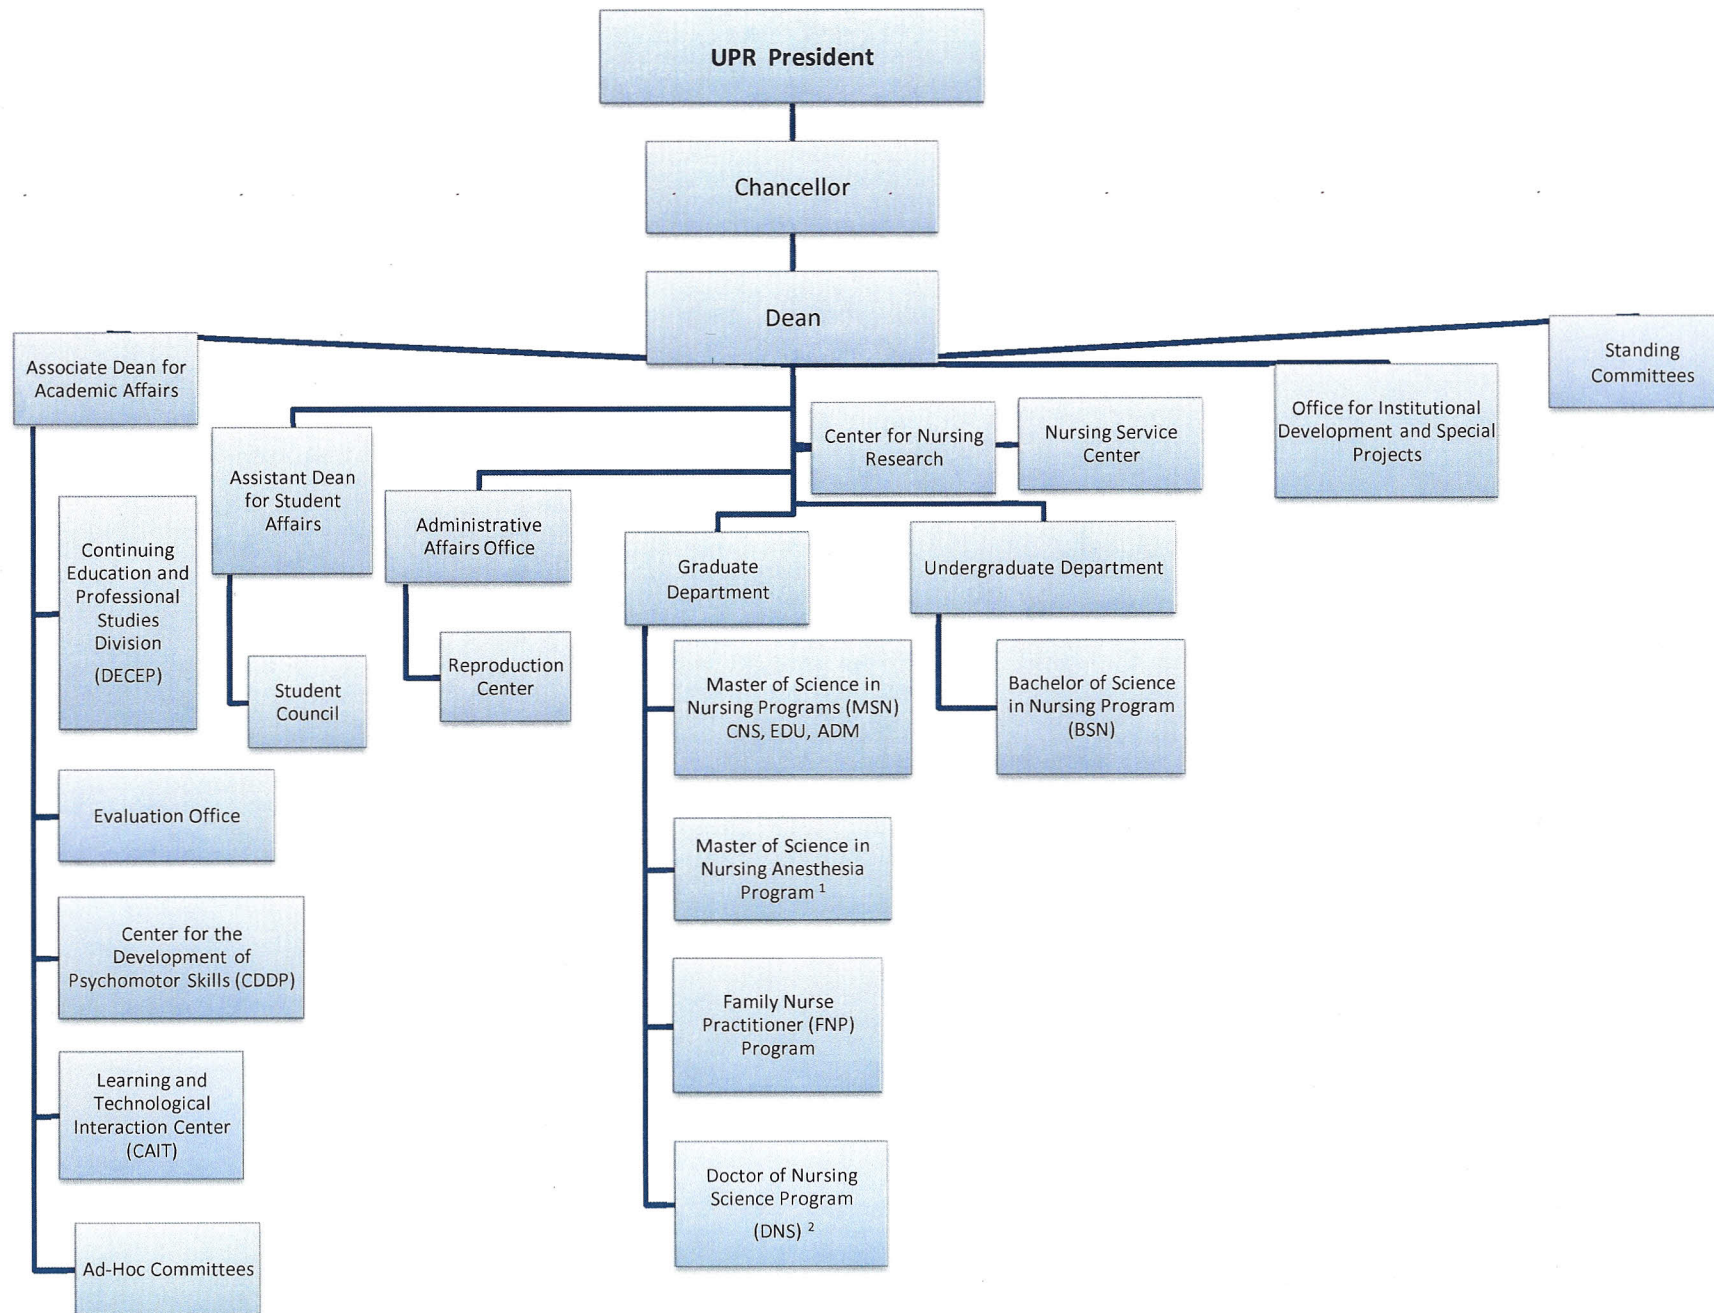 UPR President
Chancellor
Dean
Associate Dean for
Academic Affairs
Standing
Committees
Office for Institutional
Development and Special
Projects
Center for Nursing
Research
Nursing Service
Center
Assistant Dean
for Student
Affairs
Administrative
Affairs Office
Graduate
Department
Undergraduate Department
Continuing
Education and
Professional
Studies
Division
(DECEP)
Student
Council
Reproduction
Center
Master of Science in
Nursing Programs (MSN)
CNS, EDU, ADM
Bachelor of Science
in Nursing Program
(BSN)
Evaluation Office
Master of Science in
Nursing Anesthesia
Program ¹
Center for the
Development of
Psychomotor Skills (CDDP)
Family Nurse
Practitioner (FNP)
Program
Learning and
Technological
Interaction Center
(CAIT)
Doctor of Nursing
Science Program
(DNS) ²
Ad-Hoc Committees